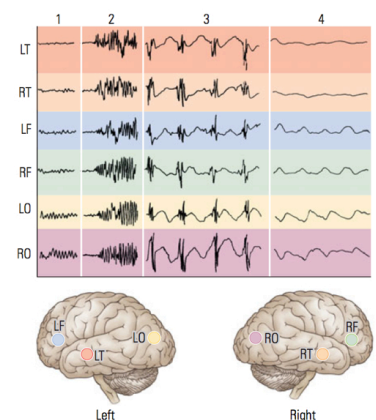 1 2 3 4
LT
RT
LF
RF
LO
RO
LF LO LT
RO RF RT
Left Right